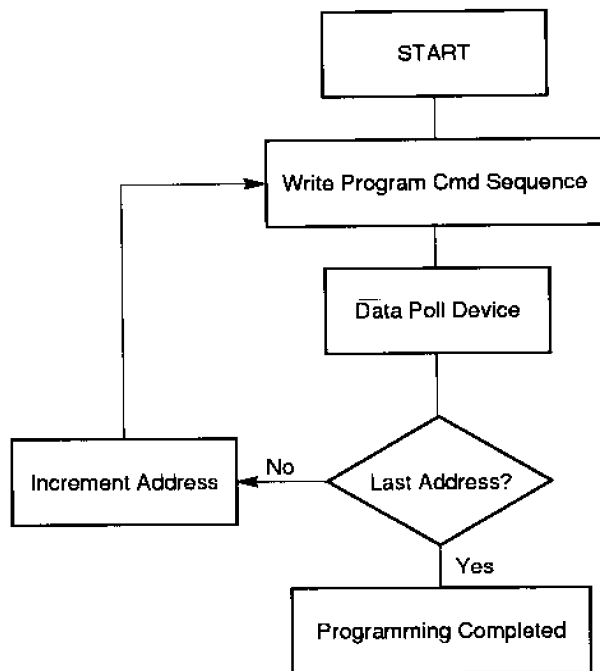 START
Write Program Cmd Sequence
Data Poll Device
Last Address?
No
Increment Address
Yes
Programming Completed